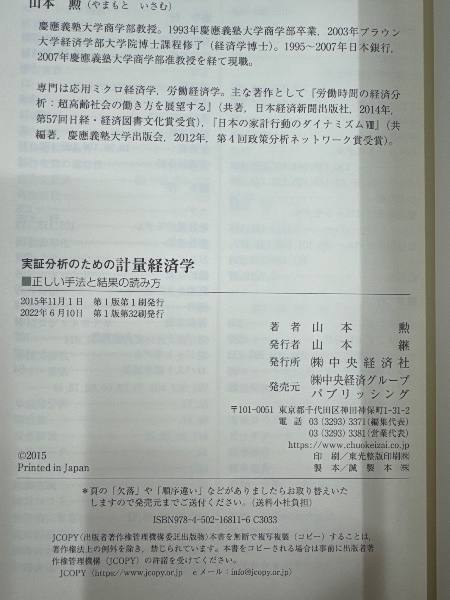 山本 勲（やまもと いさむ）
慶應義塾大学商学部教授。1993年慶應義塾大学商学部卒業，2003年ブラウ
ン大学経済学部大学院博士課程修了（経済学博士）。1995～2007年日本銀行，
2007年慶應義塾大学商学部准教授を経て現職。
専門は応用ミクロ経済学，労働経済学。主な著作として『労働時間の経済分
析：超高齢社会の働き方を展望する』（共著，日本経済新聞出版社，2014年，
第57回日経・経済図書文化賞受賞），『日本の家計行動のダイナミズムⅧ』（共
編著，慶應義塾大学出版会，2012年，第4回政策分析ネットワーク賞受賞）。
実証分析のための計量経済学
■正しい手法と結果の読み方
2015年11月1日 第1版第1刷発行
2022年6月10日 第1版第32刷発行
著者 山本 勲
発行者 山本 継
発行所 ㈱中央経済社
発売元 ㈱中央経済グループ
パブリッシング
〒101-0051 東京都千代田区神田神保町1-31-2
電話 03 (3293) 3371(編集代表)
03 (3293) 3381(営業代表)
https://www.chuokeizai.co.jp
印刷／東光整版印刷㈱
製本／誠製本㈱
©2015
Printed in Japan
＊頁の「欠落」や「順序違い」などがありましたらお取り替えいた
しますので発売元までご送付ください。（送料小社負担）
ISBN978-4-502-16811-6 C3033
JCOPY〈出版者著作権管理機構委託出版物〉本書を無断で複写複製（コピー）することは，
著作権法上の例外を除き，禁じられています。本書をコピーされる場合は事前に出版者著
作権管理機構（JCOPY）の許諾を受けてください。
JCOPY〈https://www.jcopy.or.jp eメール：info@jcopy.or.jp〉